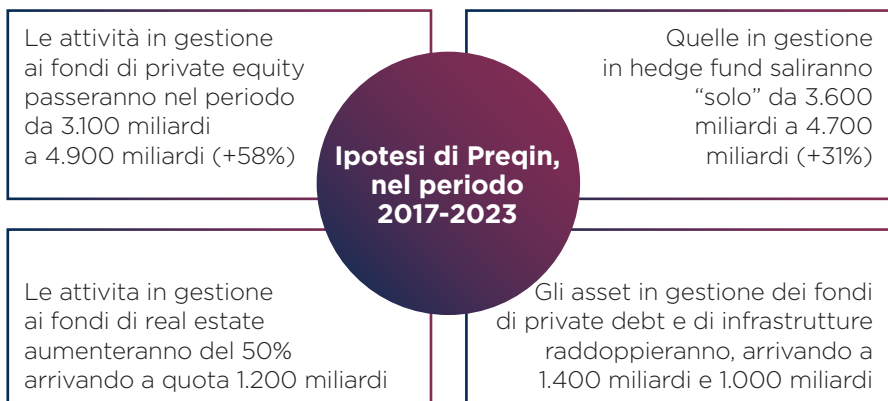 Le attività in gestione
ai fondi di private equity
passeranno nel periodo
da 3.100 miliardi
a 4.900 miliardi (+58%)
Quelle in gestione
in hedge fund saliranno
“solo” da 3.600
miliardi a 4.700
miliardi (+31%)
Ipotesi di Preqin,
nel periodo
2017-2023
Le attivita in gestione
ai fondi di real estate
aumenteranno del 50%
arrivando a quota 1.200 miliardi
Gli asset in gestione dei fondi
di private debt e di infrastrutture
raddoppieranno, arrivando a
1.400 miliardi e 1.000 miliardi